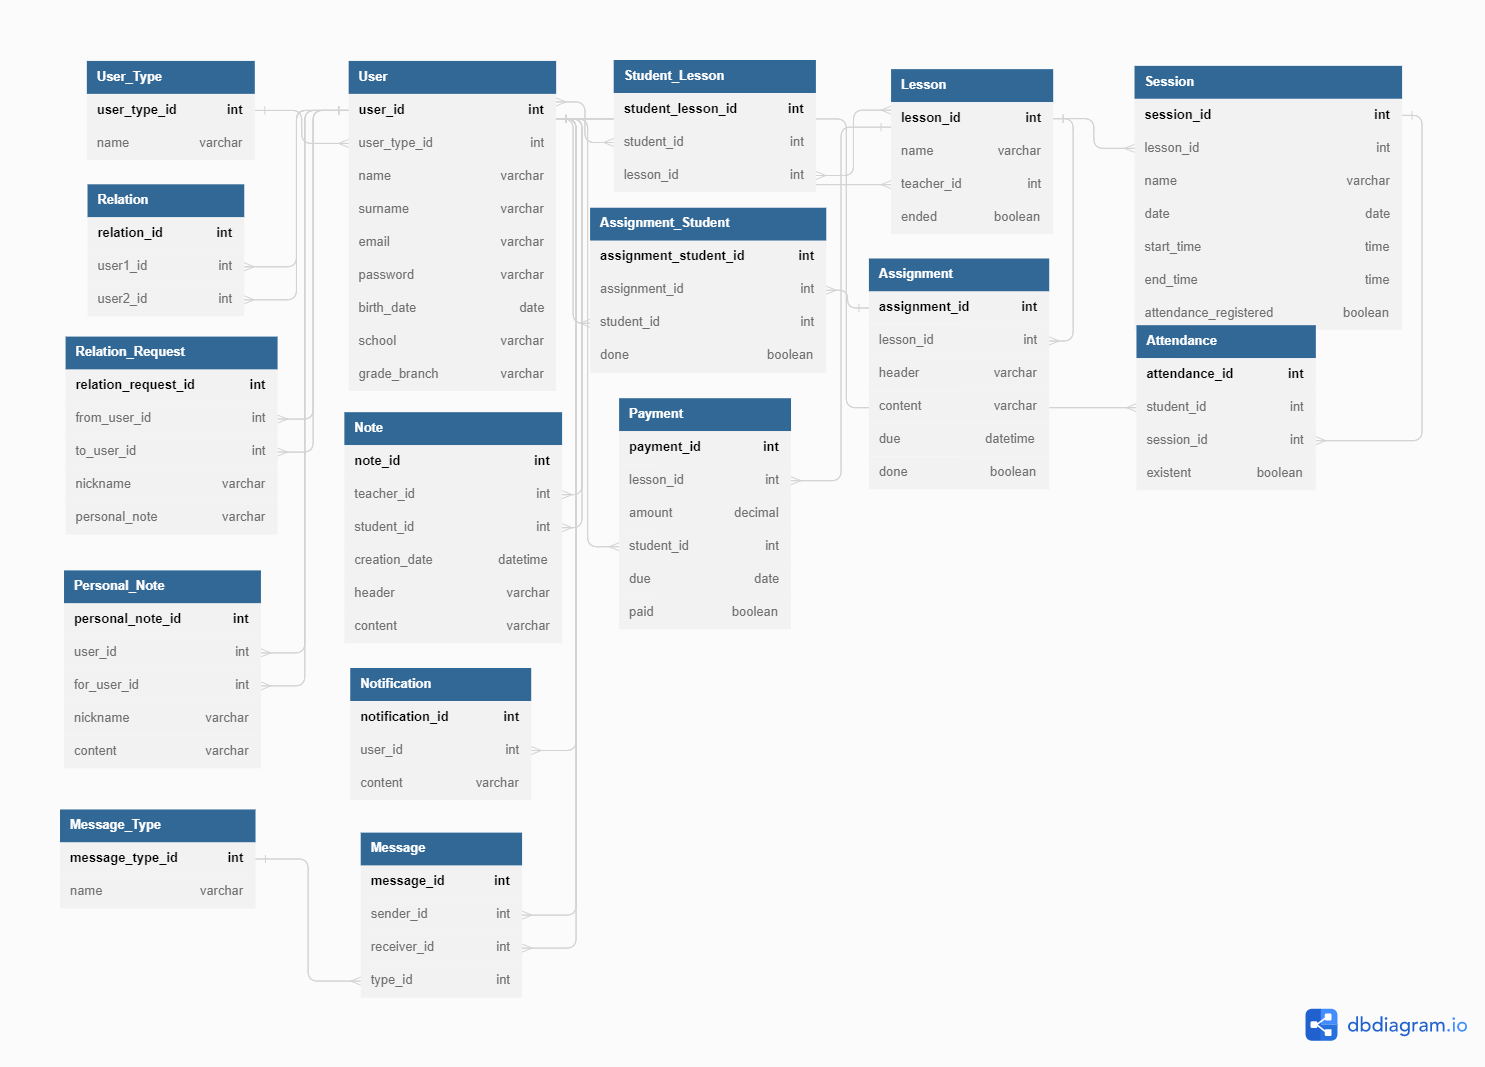 User_Type
user_type_id int
name varchar
Relation
relation_id int
user1_id int
user2_id int
Relation_Request
relation_request_id int
from_user_id int
to_user_id int
nickname varchar
personal_note varchar
Personal_Note
personal_note_id int
user_id int
for_user_id int
nickname varchar
content varchar
Message_Type
message_type_id int
name varchar
User
user_id int
user_type_id int
name varchar
surname varchar
email varchar
password varchar
birth_date date
school varchar
grade_branch varchar
Note
note_id int
teacher_id int
student_id int
creation_date datetime
header varchar
content varchar
Notification
notification_id int
user_id int
content varchar
Message
message_id int
sender_id int
receiver_id int
type_id int
Student_Lesson
student_lesson_id int
student_id int
lesson_id int
Assignment_Student
assignment_student_id int
assignment_id int
student_id int
done boolean
Payment
payment_id int
lesson_id int
amount decimal
student_id int
due date
paid boolean
Lesson
lesson_id int
name varchar
teacher_id int
ended boolean
Assignment
assignment_id int
lesson_id int
header varchar
content varchar
due datetime
done boolean
Session
session_id int
lesson_id int
name varchar
date date
start_time time
end_time time
attendance_registered boolean
Attendance
attendance_id int
student_id int
session_id int
existent boolean
dbdiagram.io